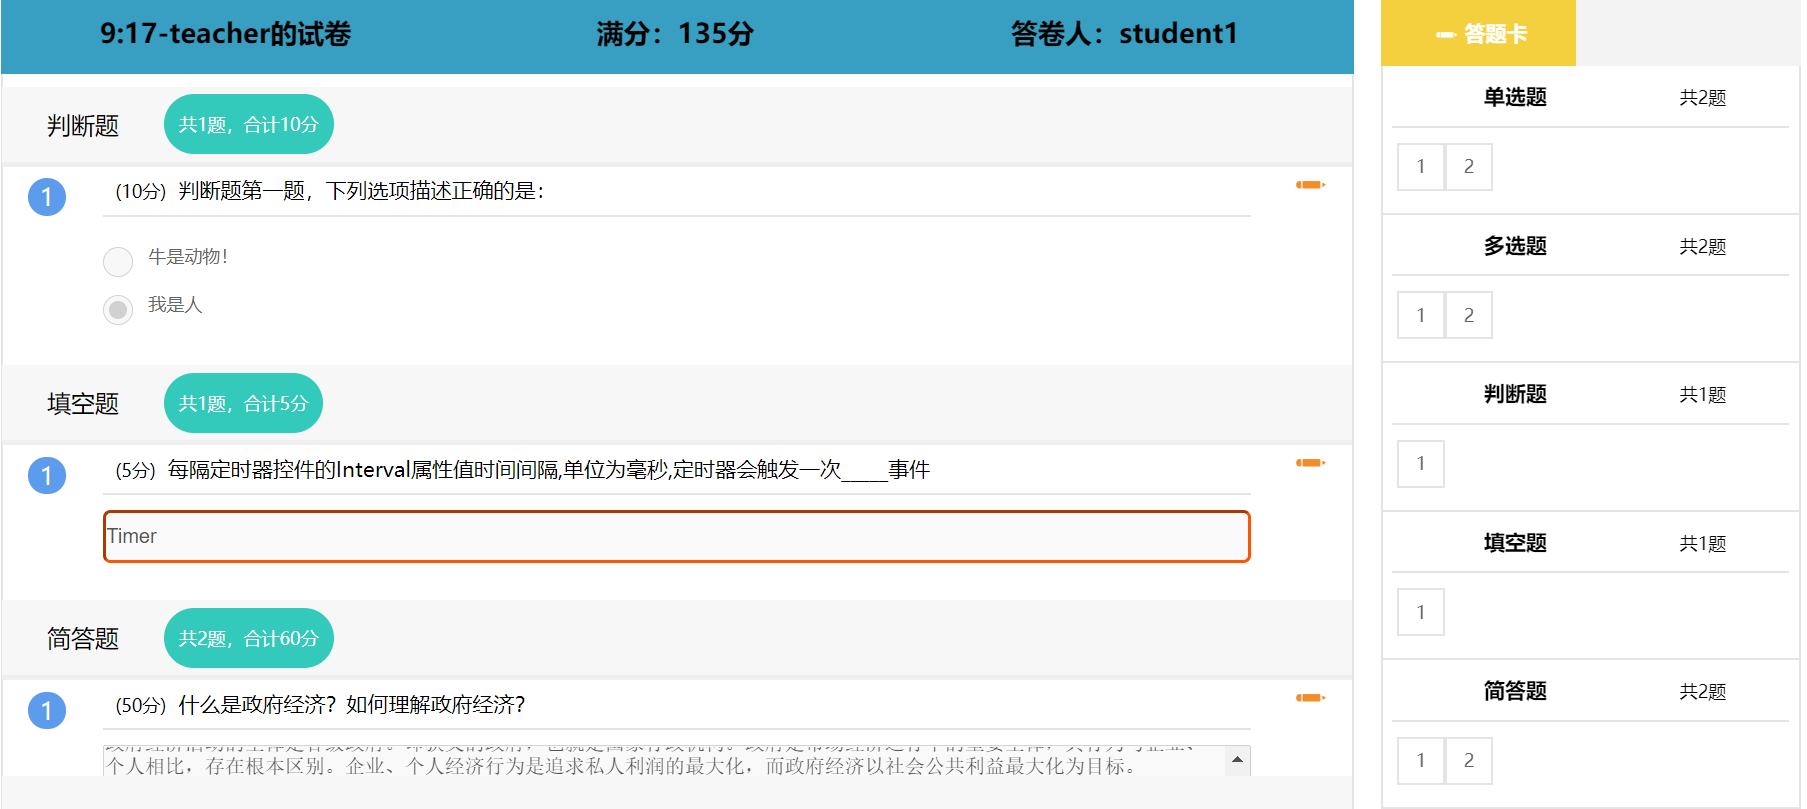 9:17-teacher的试卷
满分：135分
答卷人：student1
判断题
共1题，合计10分
1
(10分) 判断题第一题，下列选项描述正确的是：
牛是动物！
我是人
填空题
共1题，合计5分
1
(5分) 每隔定时器控件的Interval属性值时间间隔,单位为毫秒,定时器会触发一次_____事件
Timer
简答题
共2题，合计60分
1
(50分) 什么是政府经济？如何理解政府经济？
个人相比，存在根本区别。企业、个人经济行为是追求私人利润的最大化，而政府经济以社会公共利益最大化为目标。
答题卡
单选题 共2题
1 2
多选题 共2题
1 2
判断题 共1题
1
填空题 共1题
1
简答题 共2题
1 2